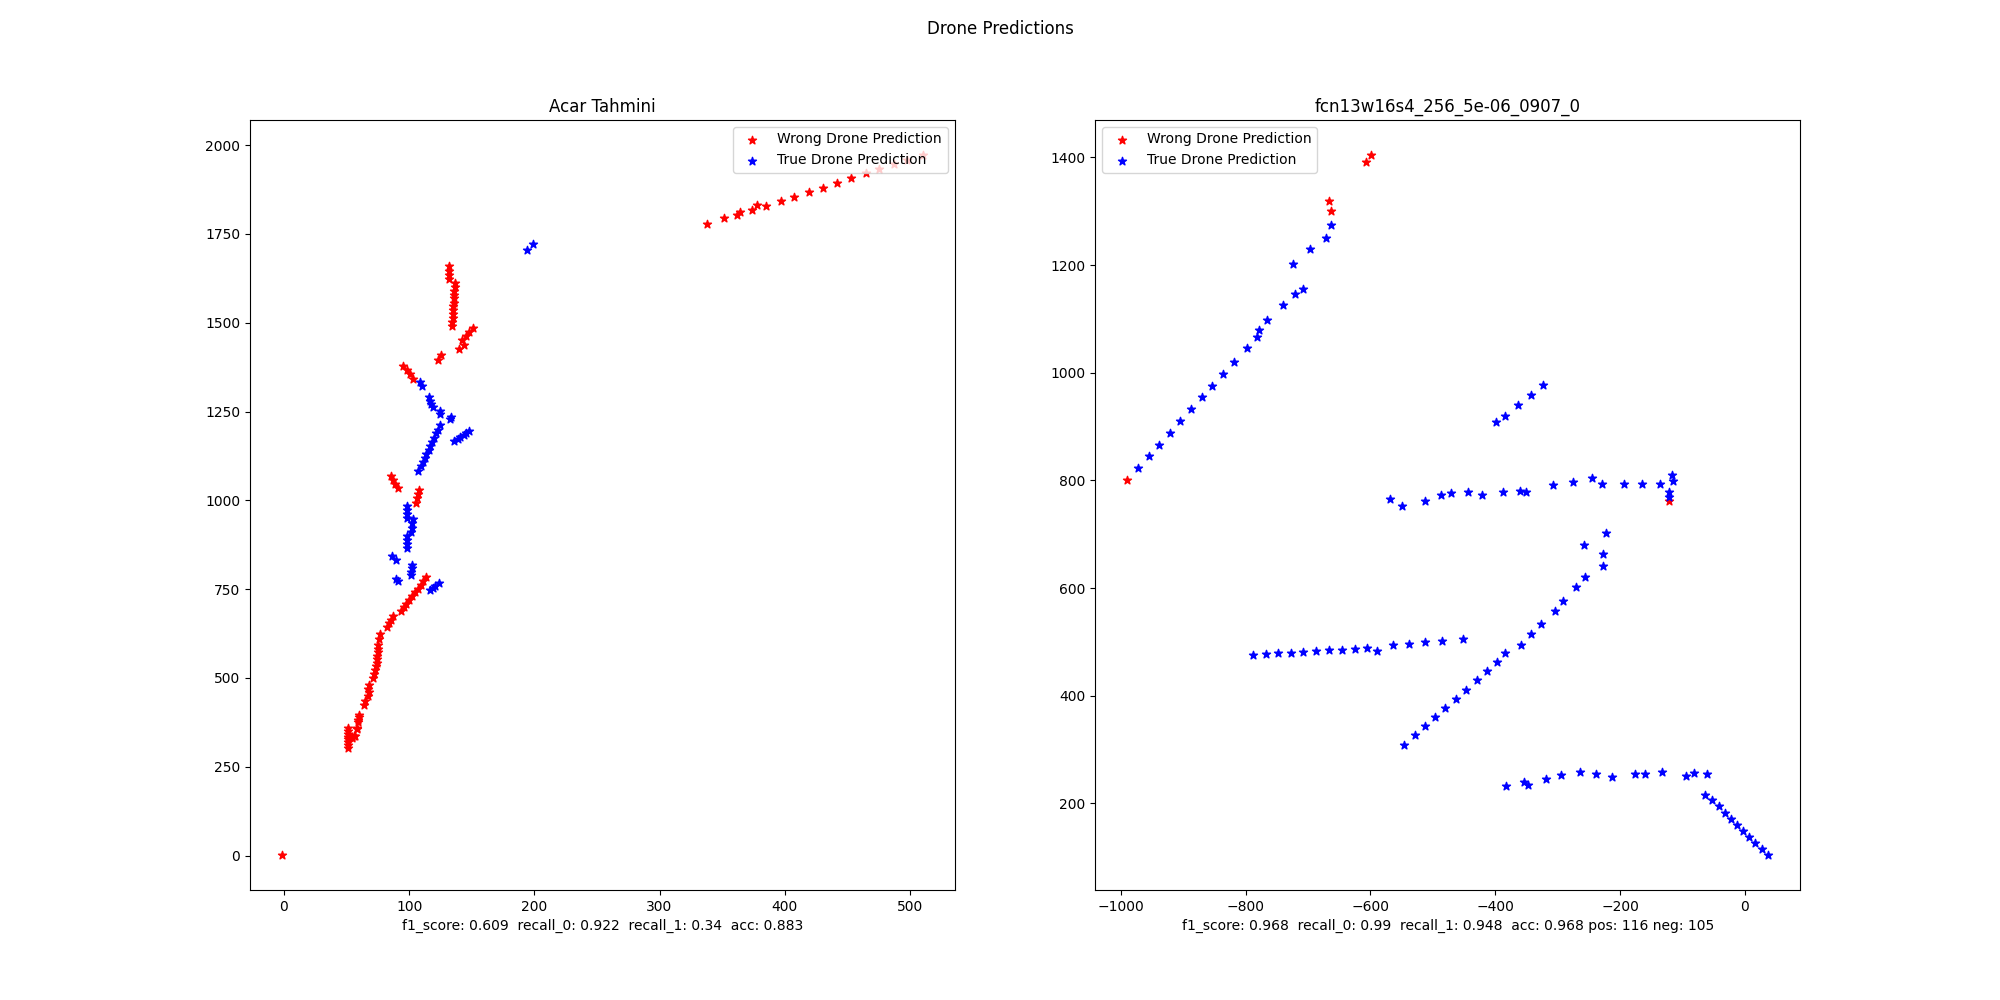 Drone Predictions
Acar Tahmini
Wrong Drone Prediction
True Drone Prediction
2000
1750
1500
1250
1000
750
500
250
0
0 100 200 300 400 500
f1_score: 0.609 recall_0: 0.922 recall_1: 0.34 acc: 0.883
fcn13w16s4_256_5e-06_0907_0
Wrong Drone Prediction
True Drone Prediction
1400
1200
1000
800
600
400
200
−1000 −800 −600 −400 −200 0
f1_score: 0.968 recall_0: 0.99 recall_1: 0.948 acc: 0.968 pos: 116 neg: 105